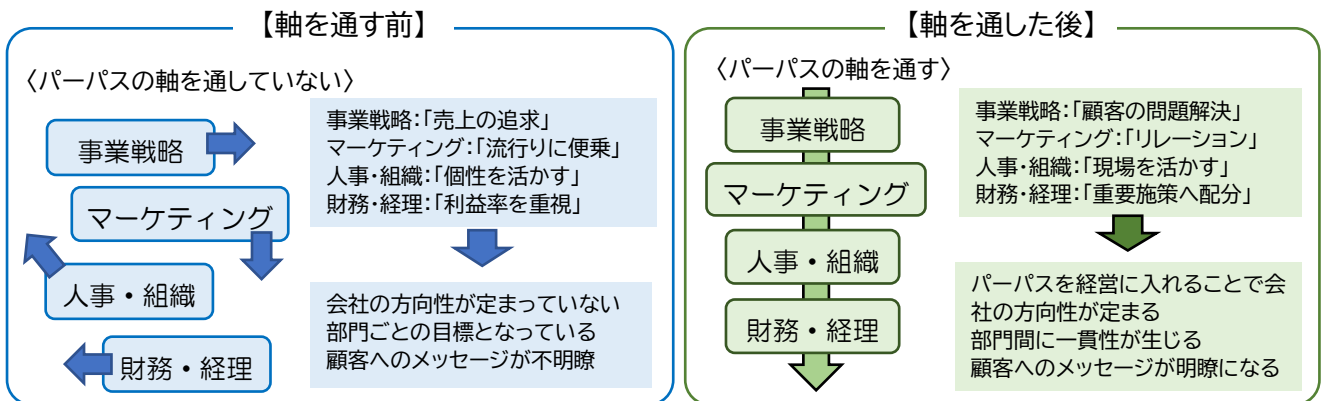 【軸を通す前】
〈パーパスの軸を通していない〉
事業戦略
マーケティング
人事・組織
財務・経理
事業戦略:「売上の追求」
マーケティング:「流行りに便乗」
人事・組織:「個性を活かす」
財務・経理:「利益率を重視」
会社の方向性が定まっていない
部門ごとの目標となっている
顧客へのメッセージが不明瞭
【軸を通した後】
〈パーパスの軸を通す〉
事業戦略
マーケティング
人事・組織
財務・経理
事業戦略:「顧客の問題解決」
マーケティング:「リレーション」
人事・組織:「現場を活かす」
財務・経理:「重要施策へ配分」
パーパスを経営に入れることで会
社の方向性が定まる
部門間に一貫性が生じる
顧客へのメッセージが明瞭になる